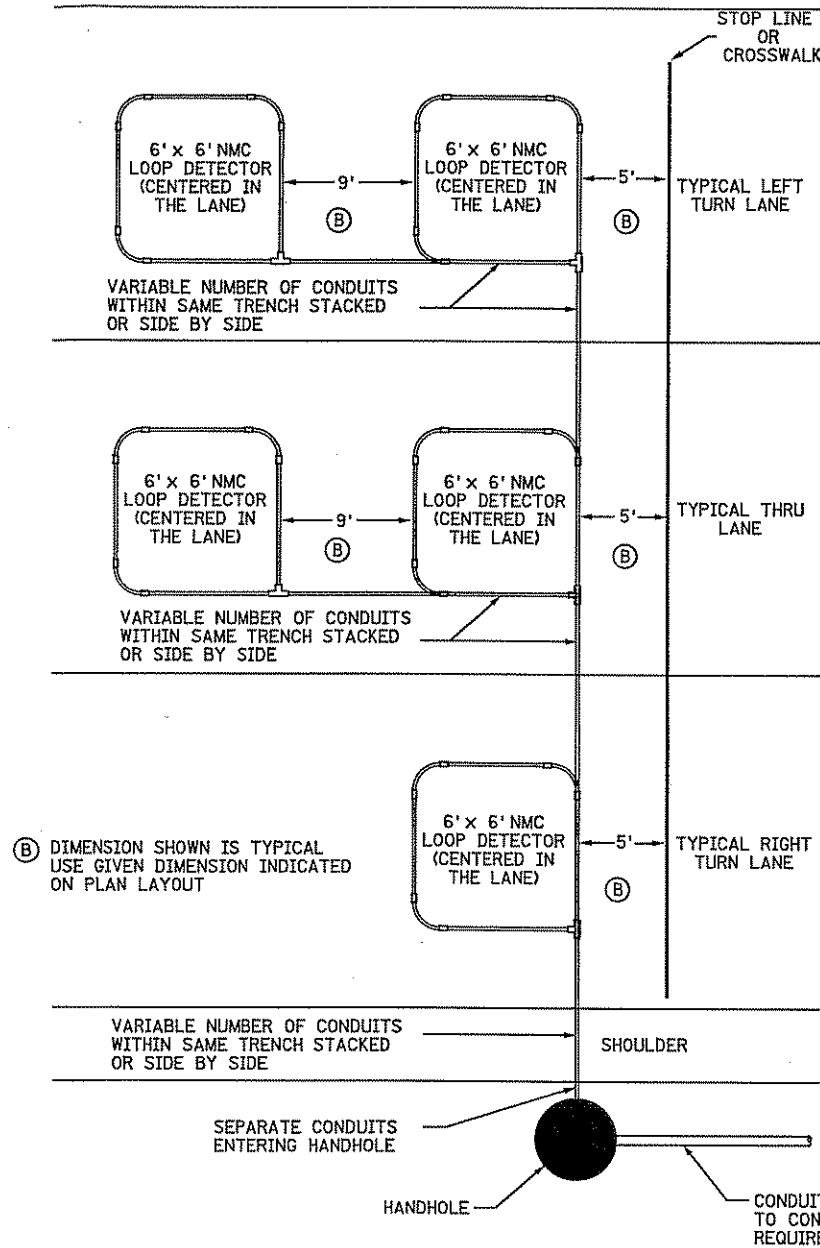 STOP LINE
OR
CROSSWALK
6' x 6' NMC
LOOP DETECTOR
(CENTERED IN
THE LANE)
9'
B
6' x 6' NMC
LOOP DETECTOR
(CENTERED IN
THE LANE)
5'
B
TYPICAL LEFT
TURN LANE
VARIABLE NUMBER OF CONDUITS
WITHIN SAME TRENCH STACKED
OR SIDE BY SIDE
6' x 6' NMC
LOOP DETECTOR
(CENTERED IN
THE LANE)
9'
B
6' x 6' NMC
LOOP DETECTOR
(CENTERED IN
THE LANE)
5'
B
TYPICAL THRU
LANE
VARIABLE NUMBER OF CONDUITS
WITHIN SAME TRENCH STACKED
OR SIDE BY SIDE
B DIMENSION SHOWN IS TYPICAL
USE GIVEN DIMENSION INDICATED
ON PLAN LAYOUT
6' x 6' NMC
LOOP DETECTOR
(CENTERED IN
THE LANE)
5'
B
TYPICAL RIGHT
TURN LANE
VARIABLE NUMBER OF CONDUITS
WITHIN SAME TRENCH STACKED
OR SIDE BY SIDE
SHOULDER
SEPARATE CONDUITS
ENTERING HANDHOLE
HANDHOLE
CONDUIT
TO CON
REQUIRE